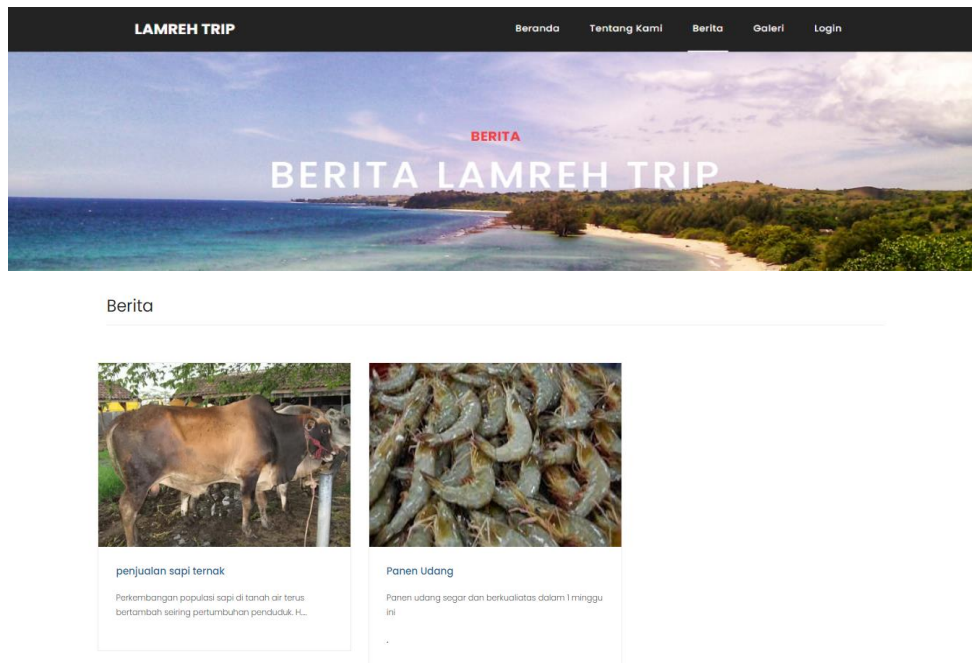 LAMREH TRIP
Beranda Tentang Kami Berita Galeri Login
BERITA
BERITA LAMREH TRIP
Berita
penjualan sapi ternak
Perkembangan populasi sapi di tanah air terus
bertambah seiring pertumbuhan penduduk. H...
Panen Udang
Panen udang segar dan berkualiatas dalam 1 minggu
ini
.